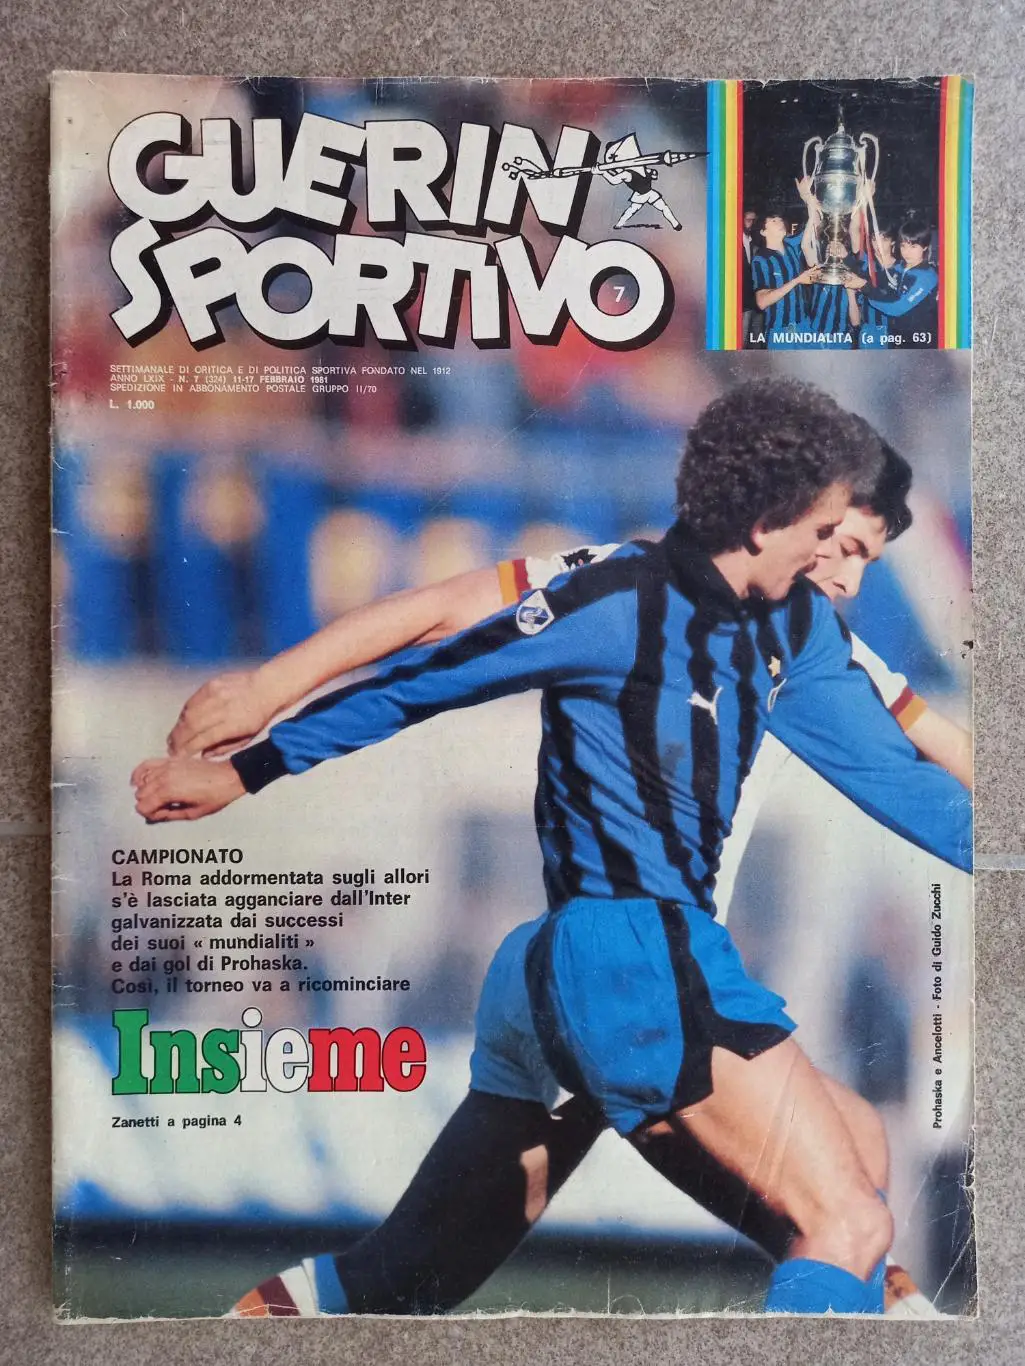 GUERIN
SPORTIVO
7
LA MUNDIALITA (a pag. 63)
SETTIMANALE DI CRITICA E DI POLITICA SPORTIVA FONDATO NEL 1912
ANNO LXIX - N. 7 (324) 11-17 FEBBRAIO 1981
SPEDIZIONE IN ABBONAMENTO POSTALE GRUPPO II/70
L. 1.000
CAMPIONATO
La Roma addormentata sugli allori
s'è lasciata agganciare dall'Inter
galvanizzata dai successi
dei suoi « mundialiti »
e dai gol di Prohaska.
Così, il torneo va a ricominciare
Insieme
Zanetti a pagina 4
Prohaska e Ancelotti - Foto di Guido Zucchi